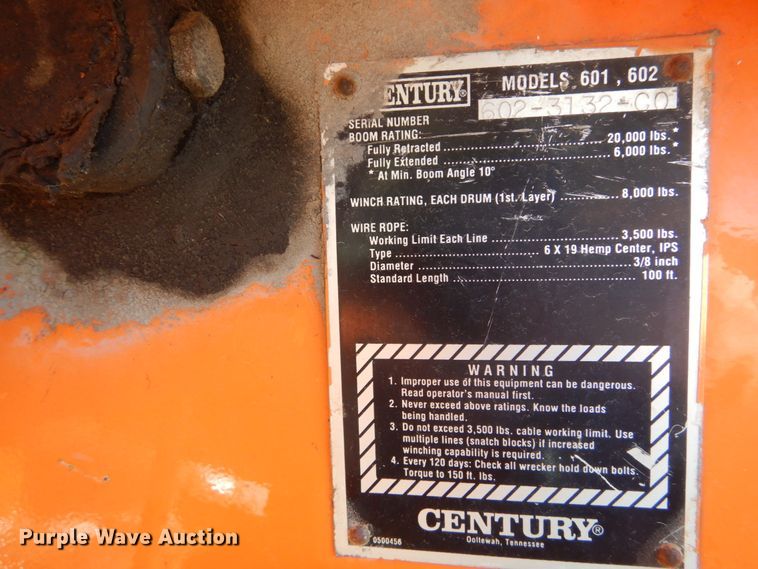 CENTURY® MODELS 601, 602
SERIAL NUMBER 602-3132-CO
BOOM RATING:
Fully Retracted 20,000 lbs.*
Fully Extended 6,000 lbs.*
* At Min. Boom Angle 10°
WINCH RATING, EACH DRUM (1st. Layer) 8,000 lbs.
WIRE ROPE:
Working Limit Each Line 3,500 lbs.
Type 6 X 19 Hemp Center, IPS
Diameter 3/8 inch
Standard Length 100 ft.
WARNING
1. Improper use of this equipment can be dangerous.
Read operator's manual first.
2. Never exceed above ratings. Know the loads
being handled.
3. Do not exceed 3,500 lbs. cable working limit. Use
multiple lines (snatch blocks) if increased
winching capability is required.
4. Every 120 days: Check all wrecker hold down bolts.
Torque to 150 ft. lbs.
CENTURY®
0500456 Ooltewah, Tennessee
Purple Wave Auction